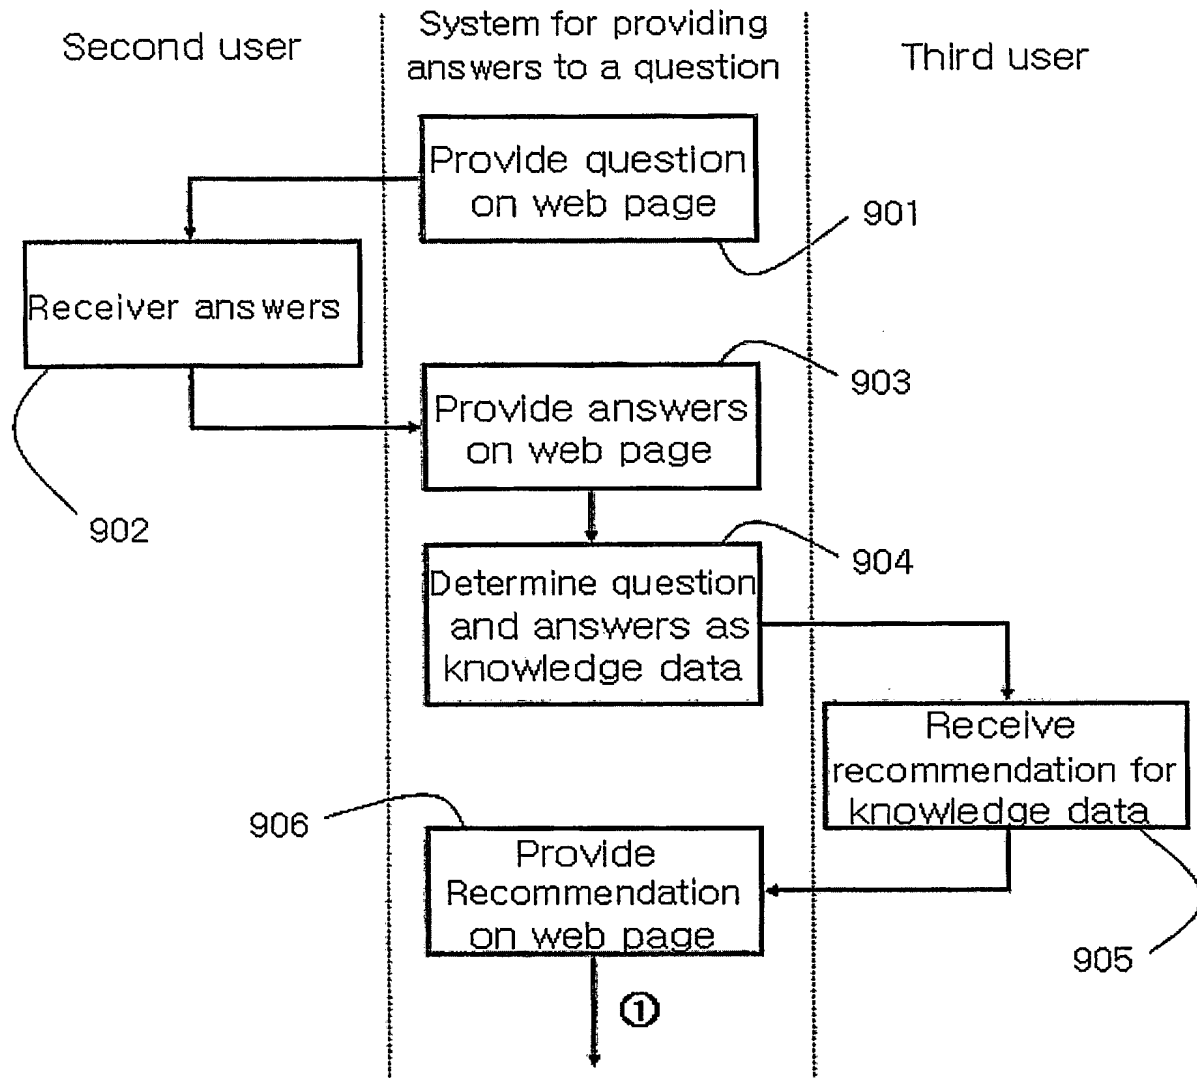 Second user
System for providing
answers to a question
Third user
Provide question
on web page
901
Receiver answers
902
903
Provide answers
on web page
904
Determine question
and answers as
knowledge data
Receive
recommendation for
knowledge data
905
906
Provide
Recommendation
on web page
①